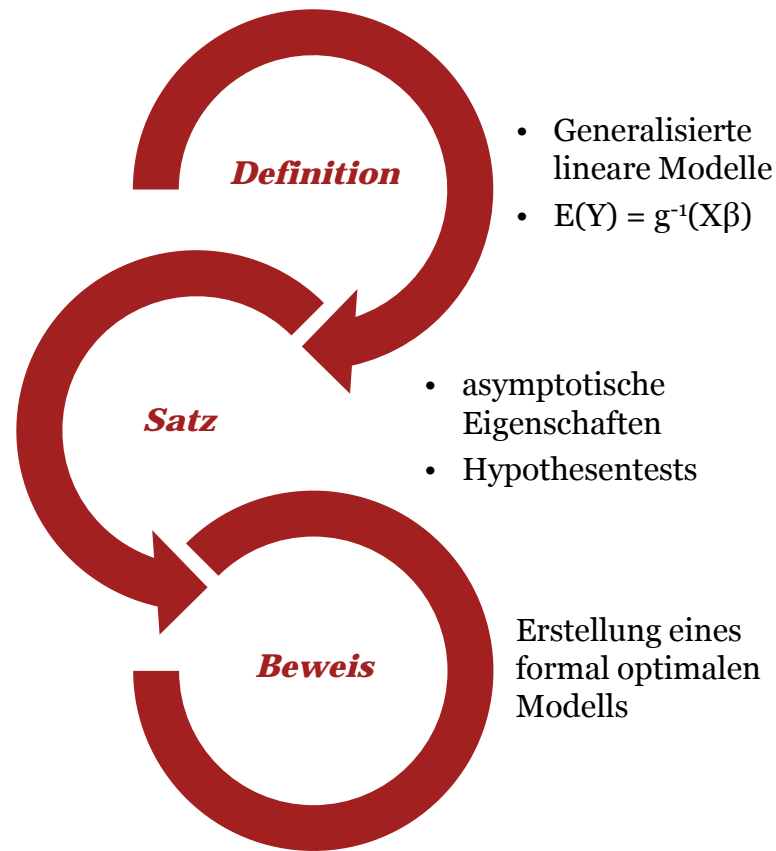 Definition
• Generalisierte
lineare Modelle
• E(Y) = g⁻¹(Xβ)
Satz
• asymptotische
Eigenschaften
• Hypothesentests
Beweis
Erstellung eines
formal optimalen
Modells